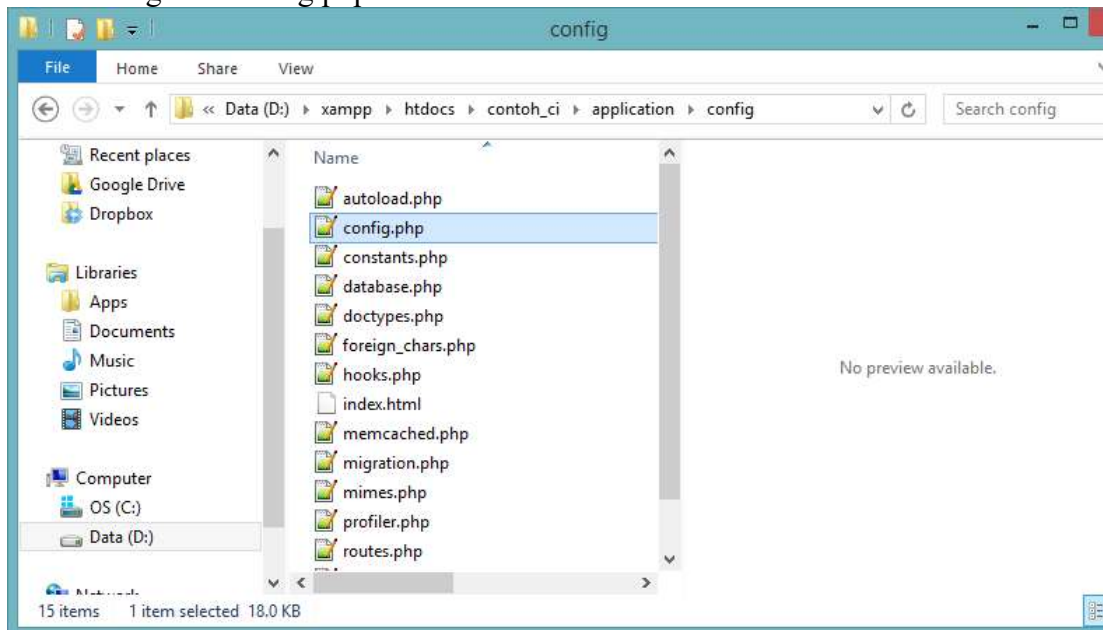 config
File Home Share View
« Data (D:) xampp htdocs contoh_ci application config
Search config
Recent places
Google Drive
Dropbox
Libraries
Apps
Documents
Music
Pictures
Videos
Computer
OS (C:)
Data (D:)
Name
autoload.php
config.php
constants.php
database.php
doctypes.php
foreign_chars.php
hooks.php
index.html
memcached.php
migration.php
mimes.php
profiler.php
routes.php
No preview available.
15 items 1 item selected 18.0 KB